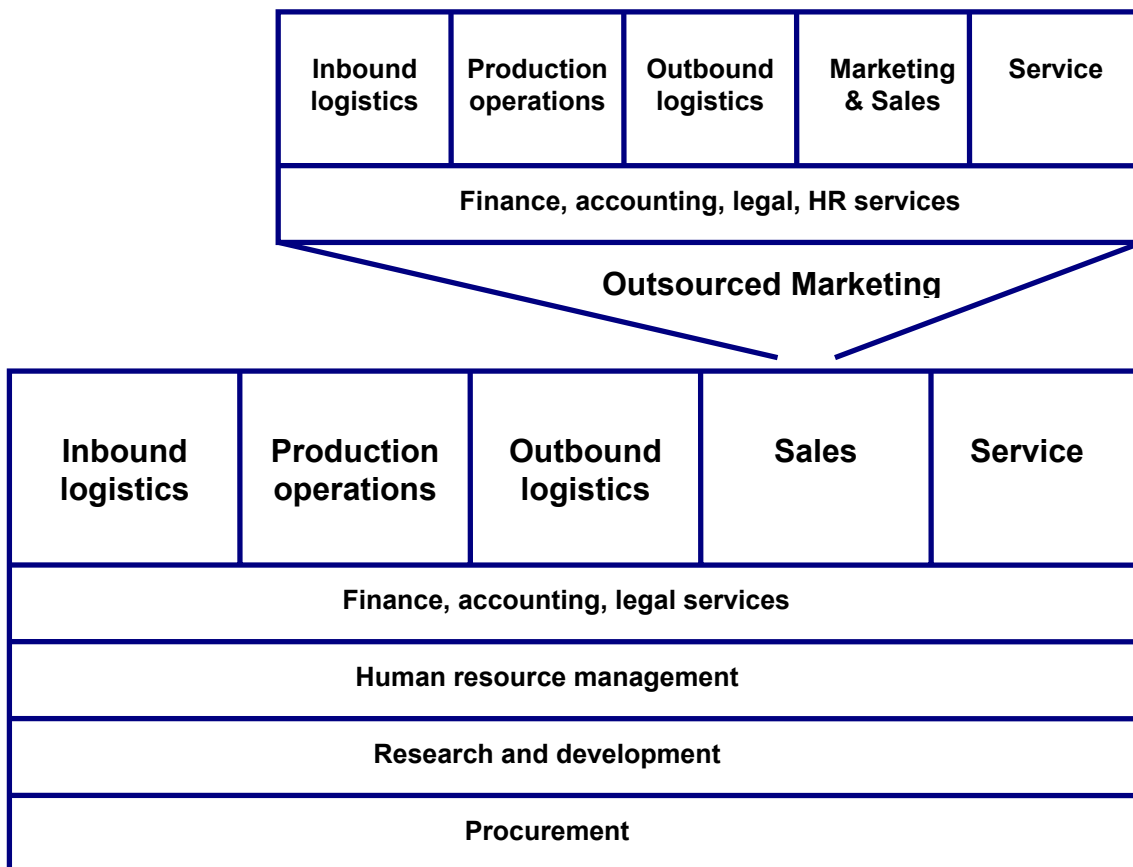 Inbound
logistics
Production
operations
Outbound
logistics
Marketing
& Sales
Service
Finance, accounting, legal, HR services
Outsourced Marketing
Inbound
logistics
Production
operations
Outbound
logistics
Sales
Service
Finance, accounting, legal services
Human resource management
Research and development
Procurement